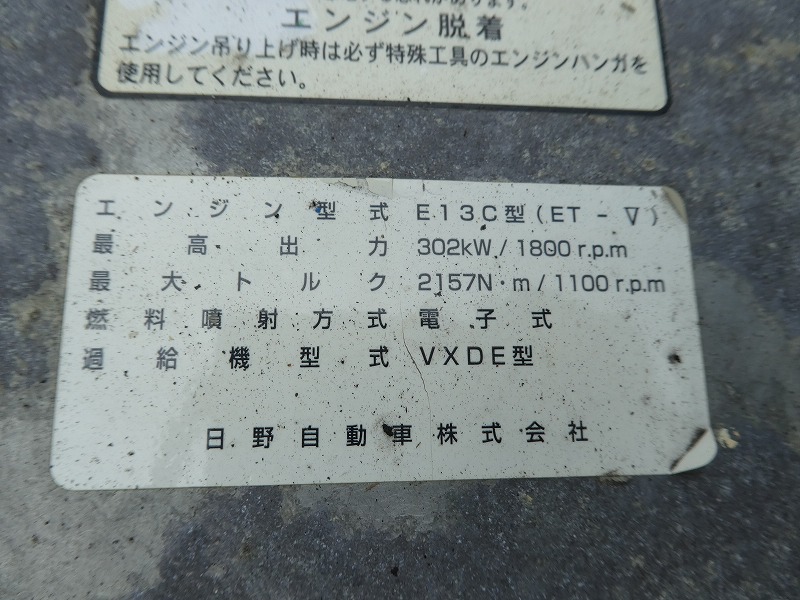 エンジン脱着
エンジン吊り上げ時は必ず特殊工具のエンジンハンガを
使用してください。
エンジン型式 E13C型(ET-Ⅴ)
最高出力 302kW/1800r.p.m
最大トルク 2157N·m/1100r.p.m
燃料噴射方式 電子式
過給機型式 VXDE型
日野自動車株式会社